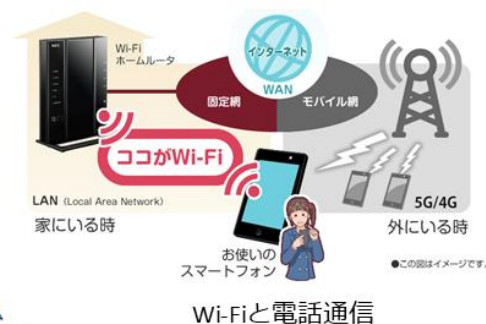 Wi-Fi
ホームルータ
インターネット
WAN
固定網
モバイル網
ココがWi-Fi
LAN (Local Area Network)
家にいる時
お使いの
スマートフォン
5G/4G
外にいる時
●この図はイメージです。
Wi-Fiと電話通信